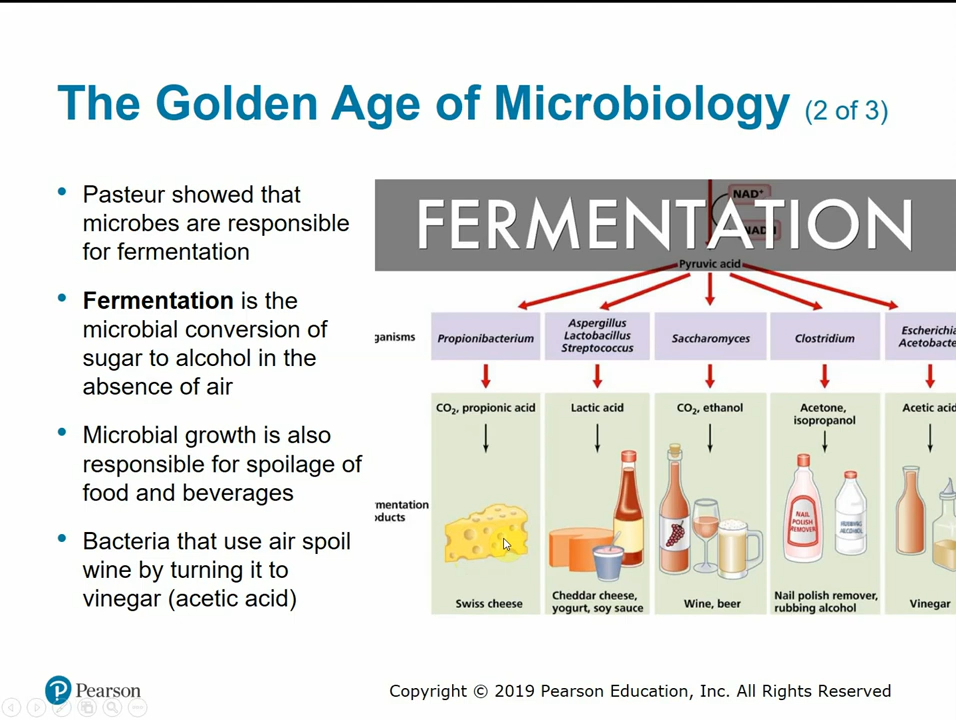 The Golden Age of Microbiology (2 of 3)
Pasteur showed that
microbes are responsible
for fermentation
Fermentation is the
microbial conversion of
sugar to alcohol in the
absence of air
Microbial growth is also
responsible for spoilage of
food and beverages
Bacteria that use air spoil
wine by turning it to
vinegar (acetic acid)
NAD+
FERMENTATION
NADH
Pyruvic acid
ganisms
Propionibacterium
Aspergillus
Lactobacillus
Streptococcus
Saccharomyces
Clostridium
Escherichia
Acetobacte
CO2, propionic acid
Lactic acid
CO2, ethanol
Acetone,
isopropanol
Acetic acid
rmentation
oducts
NAIL
POLISH
REMOVER
RUBBING
ALCOHOL
Swiss cheese
Cheddar cheese,
yogurt, soy sauce
Wine, beer
Nail polish remover,
rubbing alcohol
Vinegar
P Pearson
Copyright © 2019 Pearson Education, Inc. All Rights Reserved